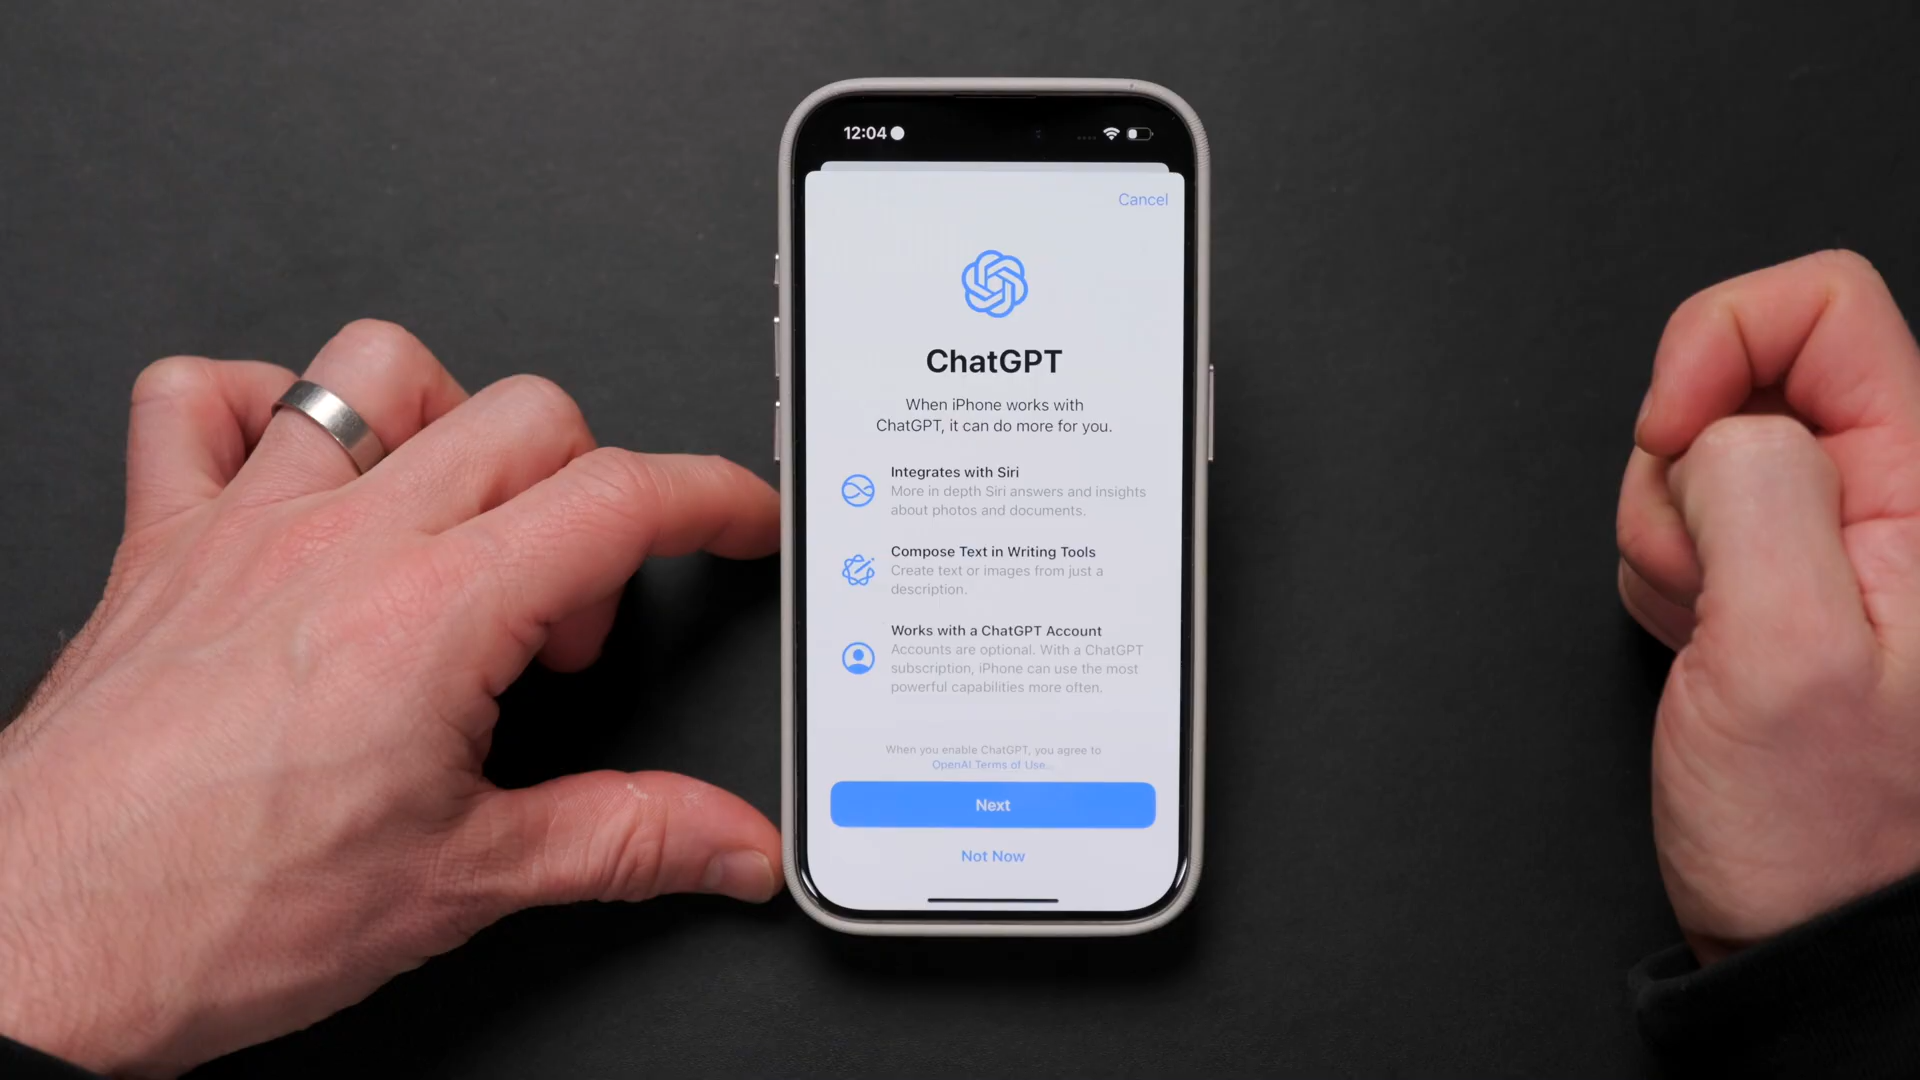 12:04
Cancel
ChatGPT
When iPhone works with
ChatGPT, it can do more for you.
Integrates with Siri
More in depth Siri answers and insights
about photos and documents.
Compose Text in Writing Tools
Create text or images from just a
description.
Works with a ChatGPT Account
Accounts are optional. With a ChatGPT
subscription, iPhone can use the most
powerful capabilities more often.
When you enable ChatGPT, you agree to
OpenAI Terms of Use...
Next
Not Now